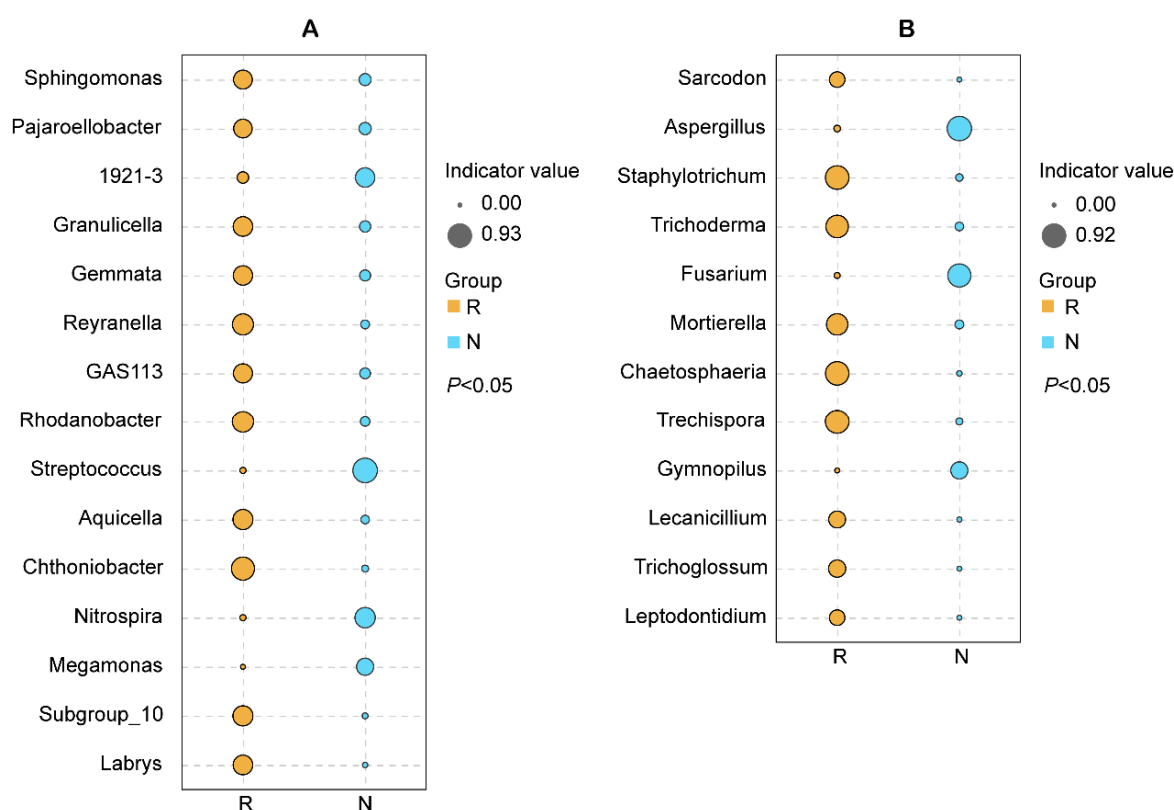 A
Sphingomonas
Pajaroellobacter
1921-3
Granulicella
Gemmata
Reyranella
GAS113
Rhodanobacter
Streptococcus
Aquicella
Chthoniobacter
Nitrospira
Megamonas
Subgroup_10
Labrys
R N
Indicator value
0.00
0.93
Group
R
N
P<0.05
B
Sarcodon
Aspergillus
Staphylotrichum
Trichoderma
Fusarium
Mortierella
Chaetosphaeria
Trechispora
Gymnopilus
Lecanicillium
Trichoglossum
Leptodontidium
R N
Indicator value
0.00
0.92
Group
R
N
P<0.05